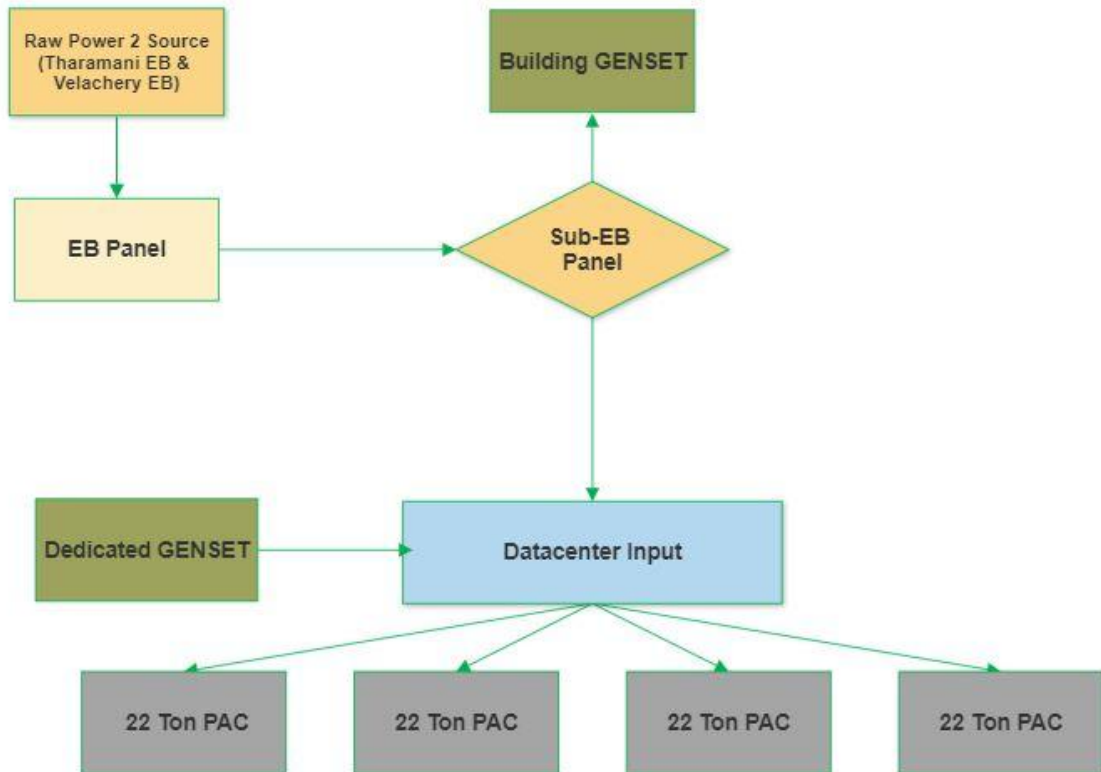 Raw Power 2 Source
(Tharamani EB &
Velachery EB)
Building GENSET
EB Panel
Sub-EB
Panel
Dedicated GENSET
Datacenter Input
22 Ton PAC
22 Ton PAC
22 Ton PAC
22 Ton PAC